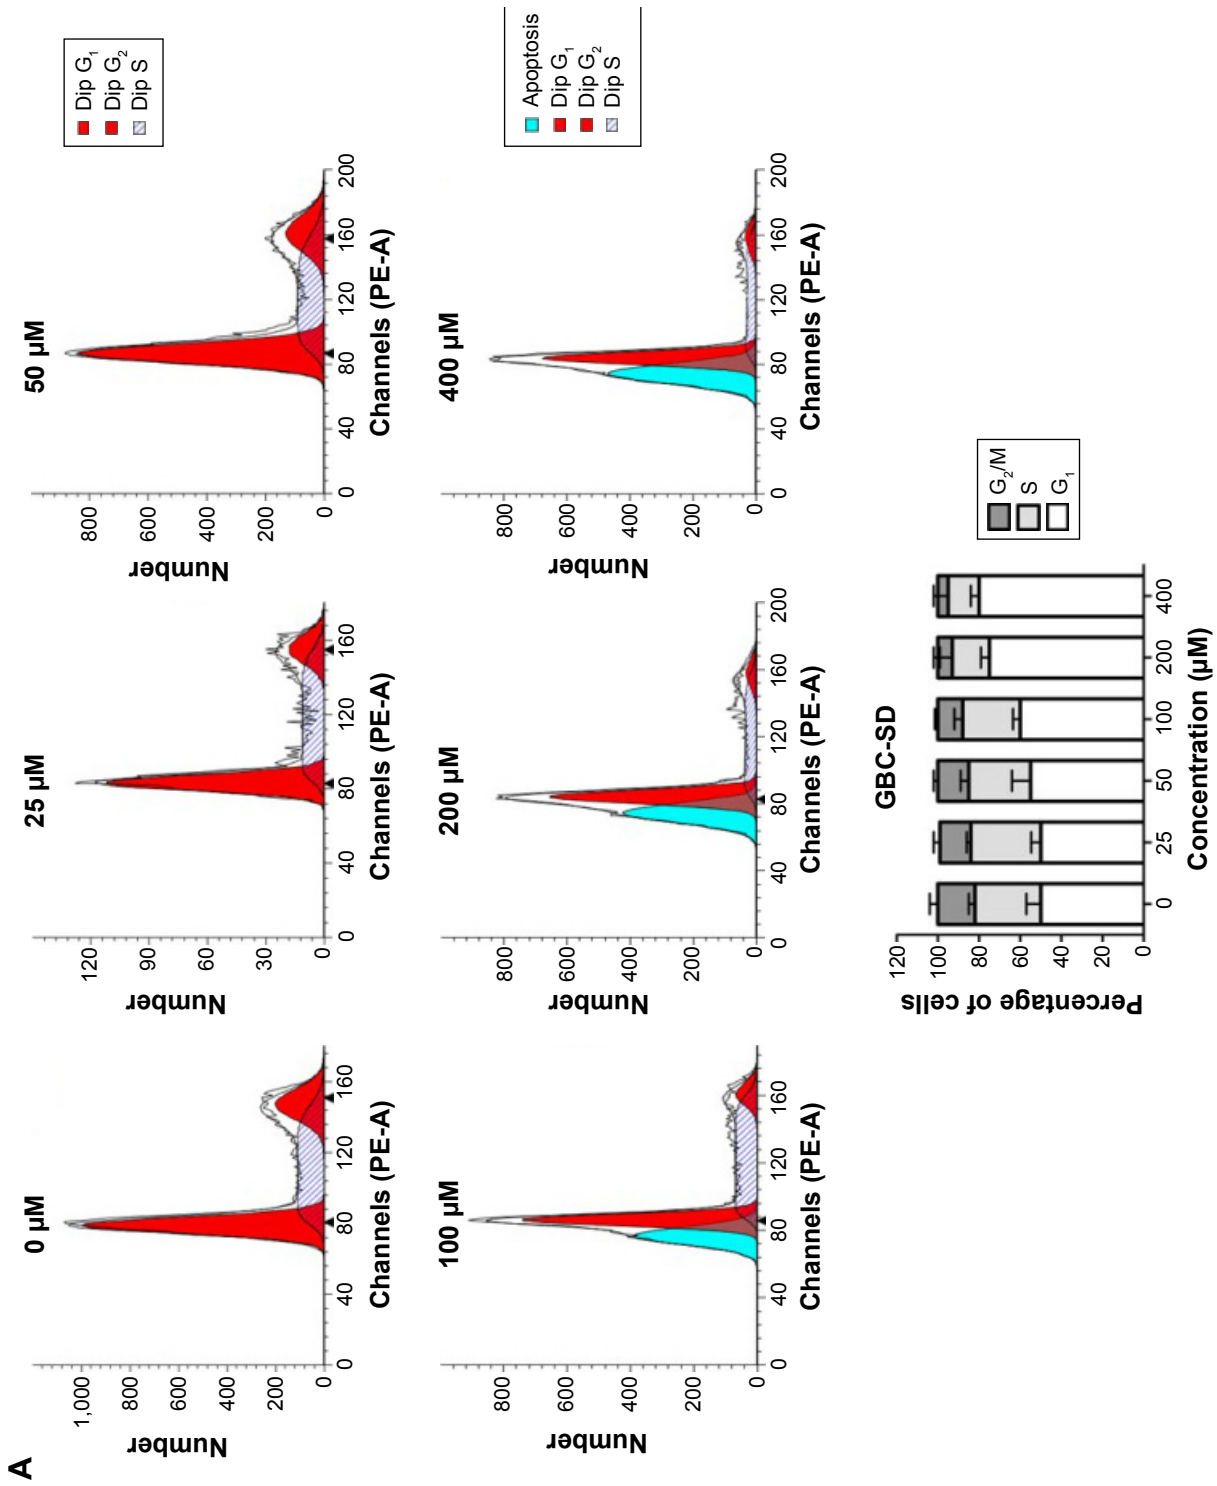 A
0 µM
Number
1,000
800
600
400
200
0
0
40
80
120
160
Channels (PE-A)
25 µM
Number
120
90
60
30
0
0
40
80
120
160
Channels (PE-A)
50 µM
Number
800
600
400
200
0
0
40
80
120
160
200
Channels (PE-A)
Dip G₁
Dip G₂
Dip S
100 µM
Number
800
600
400
200
0
0
40
80
120
160
Channels (PE-A)
200 µM
Number
800
600
400
200
0
0
40
80
120
160
200
Channels (PE-A)
400 µM
Number
800
600
400
200
0
0
40
80
120
160
200
Channels (PE-A)
Apoptosis
Dip G₁
Dip G₂
Dip S
GBC-SD
Percentage of cells
120
100
80
60
40
20
0
0
25
50
100
200
400
Concentration (µM)
G₂/M
S
G₁